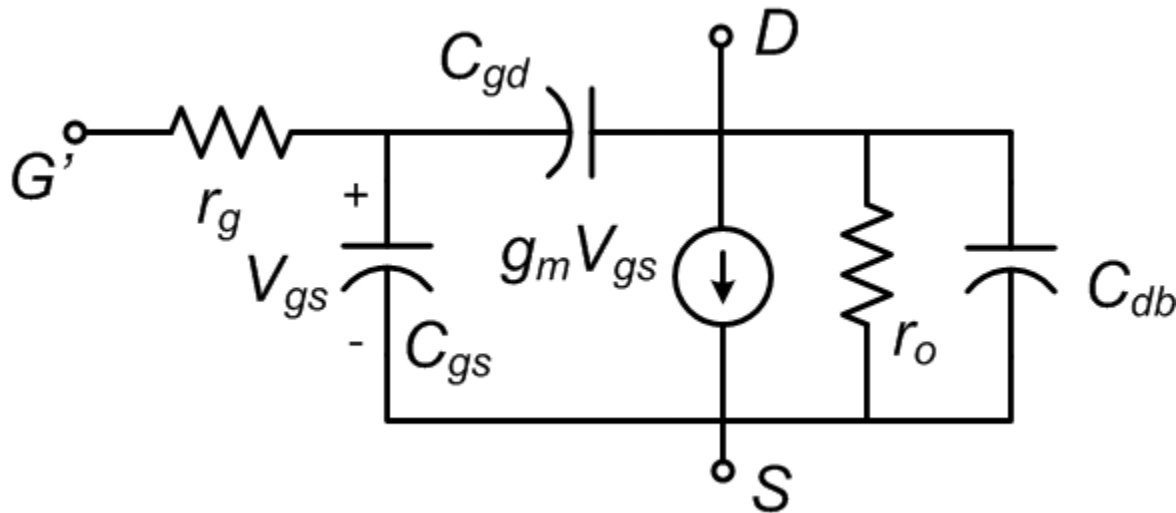 D
C_gd
G'
r_g
+
V_gs
-
C_gs
g_mV_gs
r_o
C_db
S